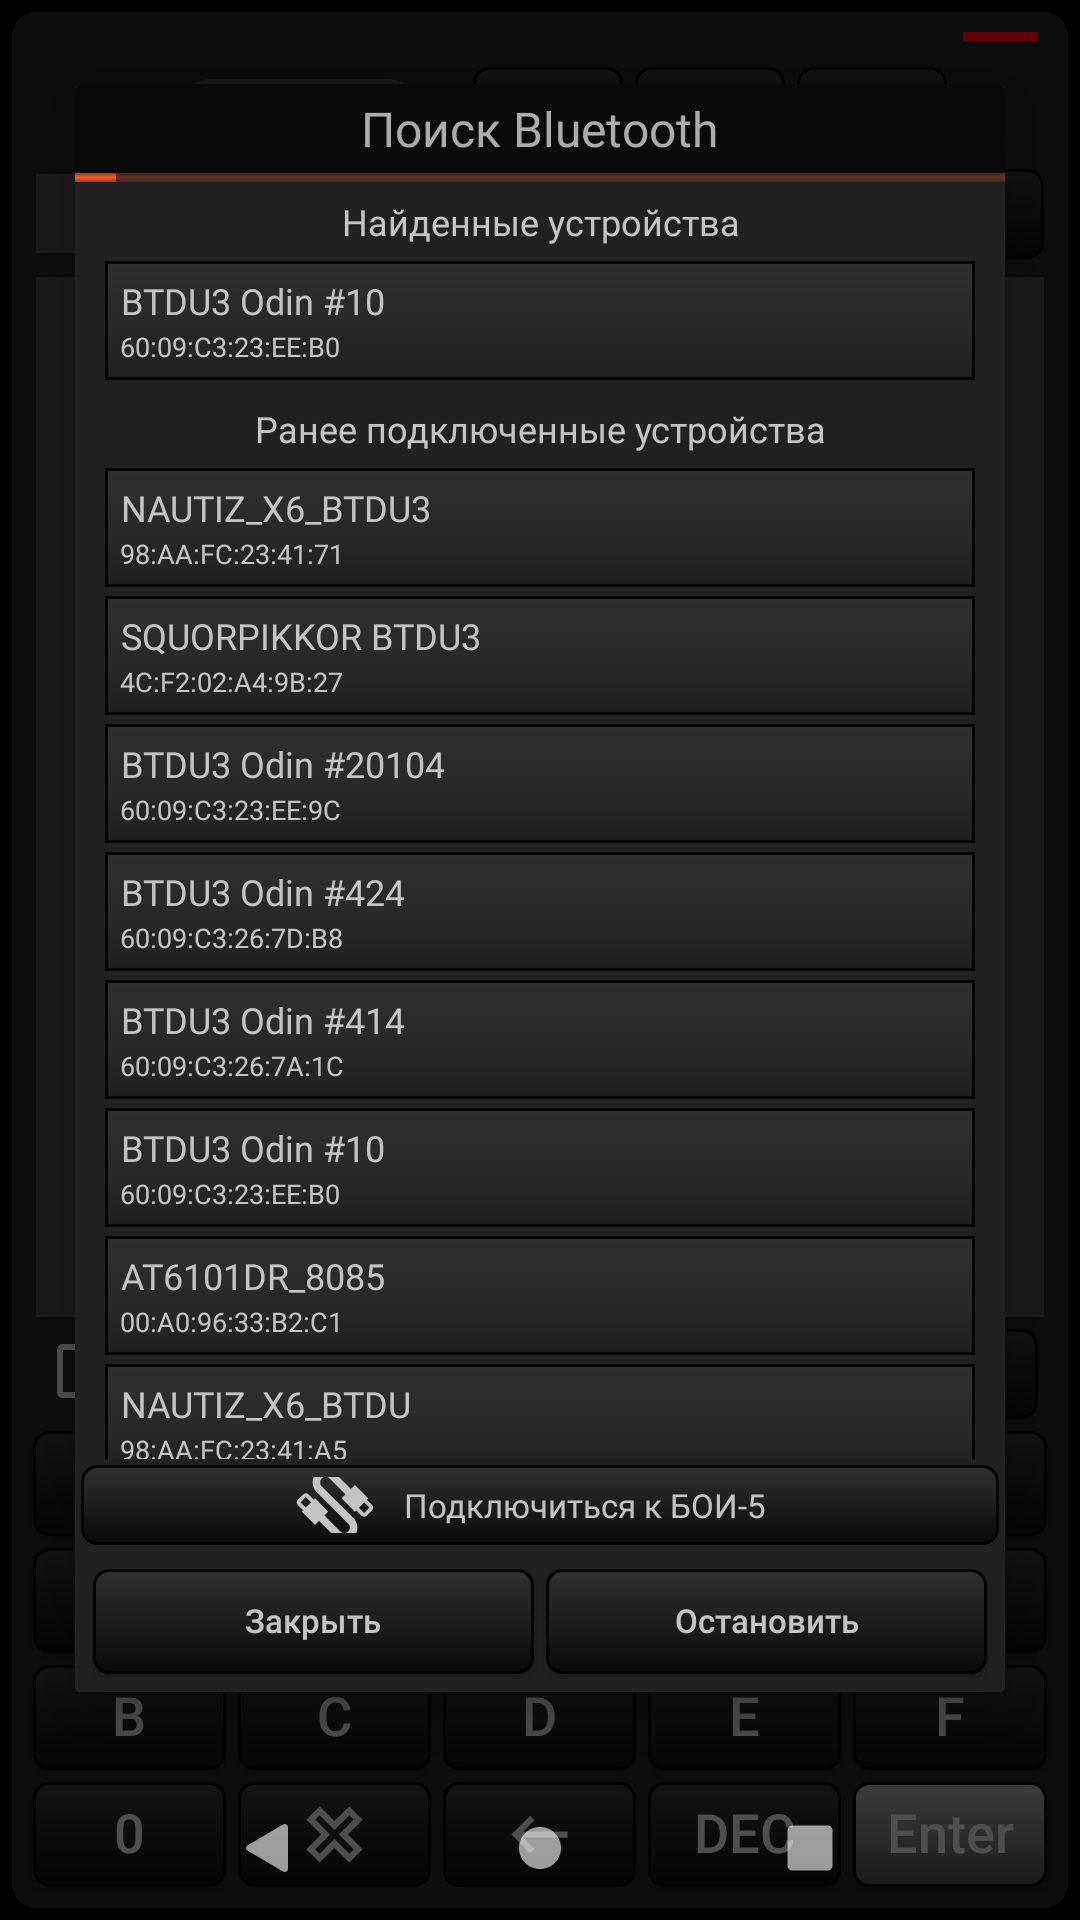 Поиск Bluetooth
Найденные устройства
BTDU3 Odin #10
60:09:C3:23:EE:B0
Ранее подключенные устройства
NAUTIZ_X6_BTDU3
98:AA:FC:23:41:71
SQUORPIKKOR BTDU3
4C:F2:02:A4:9B:27
BTDU3 Odin #20104
60:09:C3:23:EE:9C
BTDU3 Odin #424
60:09:C3:26:7D:B8
BTDU3 Odin #414
60:09:C3:26:7A:1C
BTDU3 Odin #10
60:09:C3:23:EE:B0
AT6101DR_8085
00:A0:96:33:B2:C1
NAUTIZ_X6_BTDU
98:AA:FC:23:41:A5
Подключиться к БОИ-5
Закрыть Остановить
B C D E F
0 DEC Enter